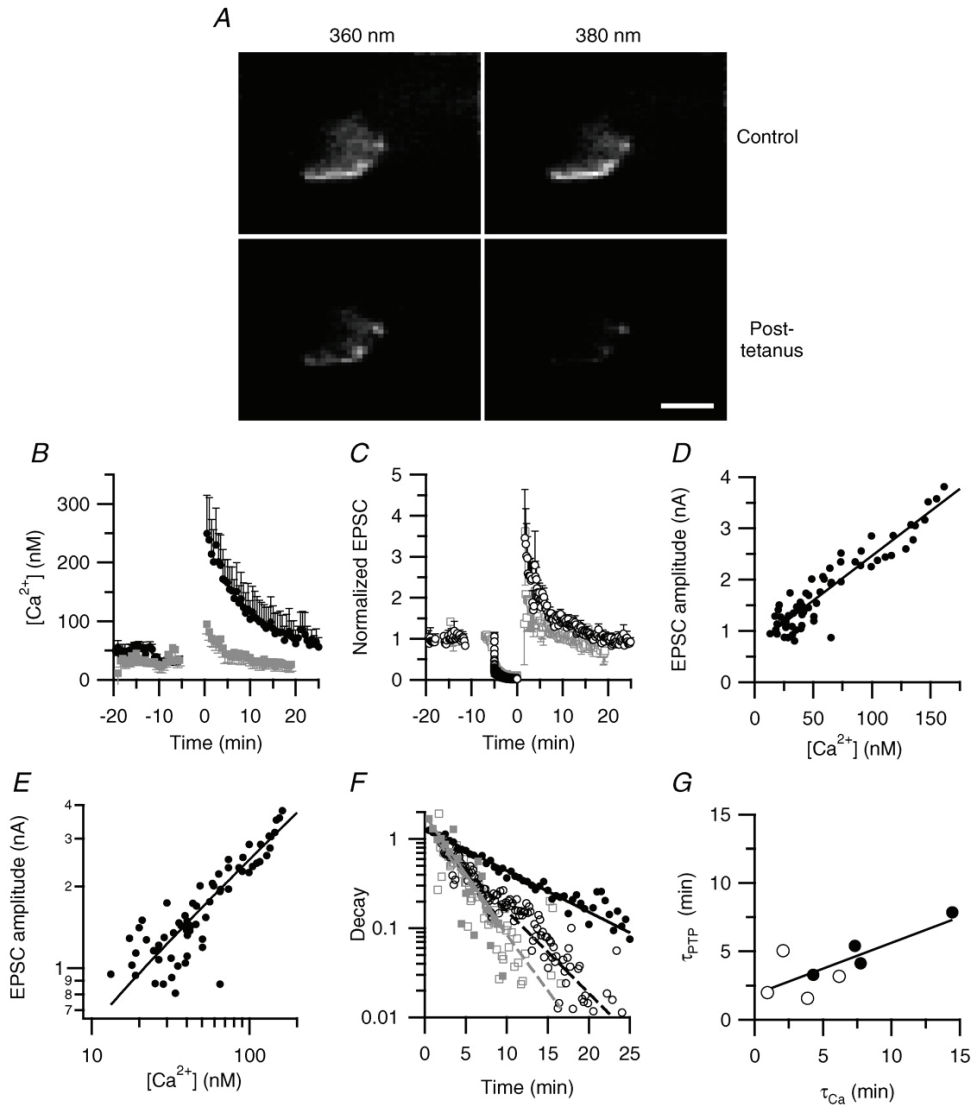 A
360 nm
380 nm
Control
Post-
tetanus
B
350
300
250
200
150
100
50
0
[Ca2+] (nM)
-20
-10
0
10
20
Time (min)
C
5
4
3
2
1
0
Normalized EPSC
-20
-10
0
10
20
Time (min)
D
4
3
2
1
0
EPSC amplitude (nA)
0
50
100
150
[Ca2+] (nM)
E
4
3
2
1
9
8
7
EPSC amplitude (nA)
10
100
[Ca2+] (nM)
F
1
0.1
0.01
Decay
0
5
10
15
20
25
Time (min)
G
15
10
5
0
τPTP (min)
0
5
10
15
τCa (min)